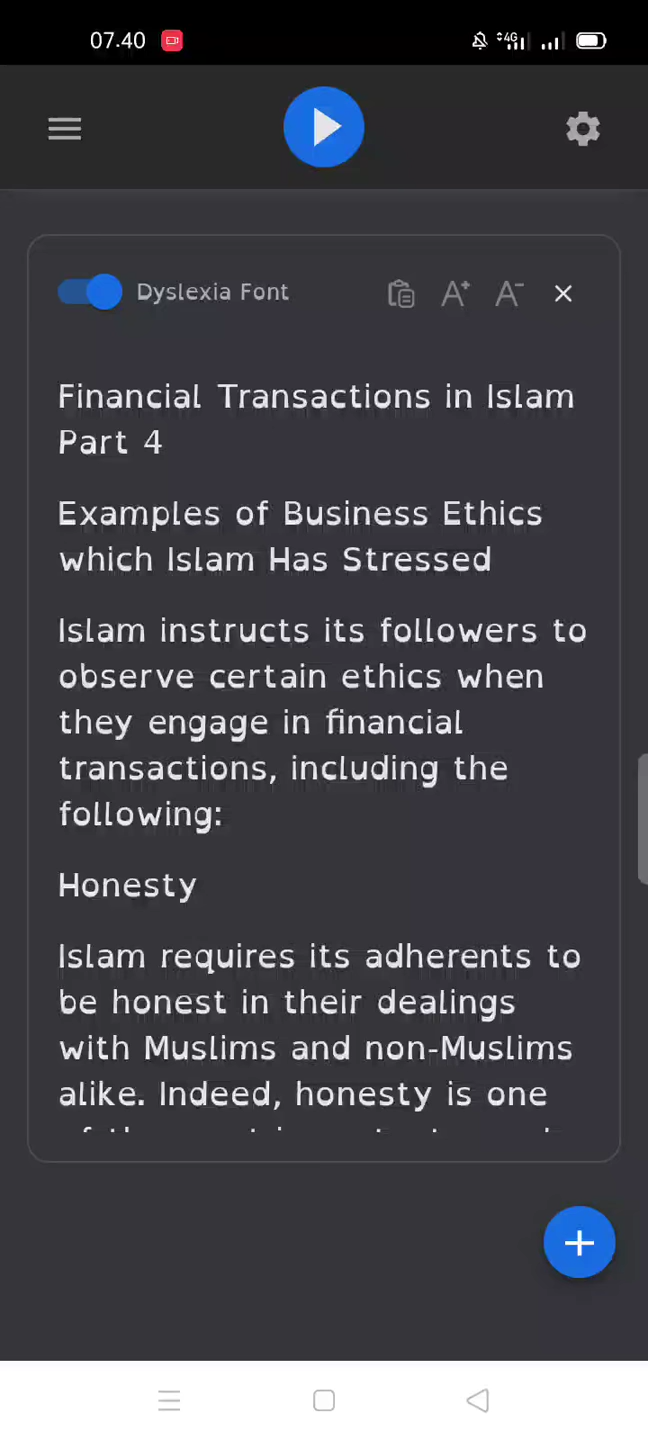 07.40
4G
Dyslexia Font
A+
A-
Financial Transactions in Islam
Part 4
Examples of Business Ethics
which Islam Has Stressed
Islam instructs its followers to
observe certain ethics when
they engage in financial
transactions, including the
following:
Honesty
Islam requires its adherents to
be honest in their dealings
with Muslims and non-Muslims
alike. Indeed, honesty is one